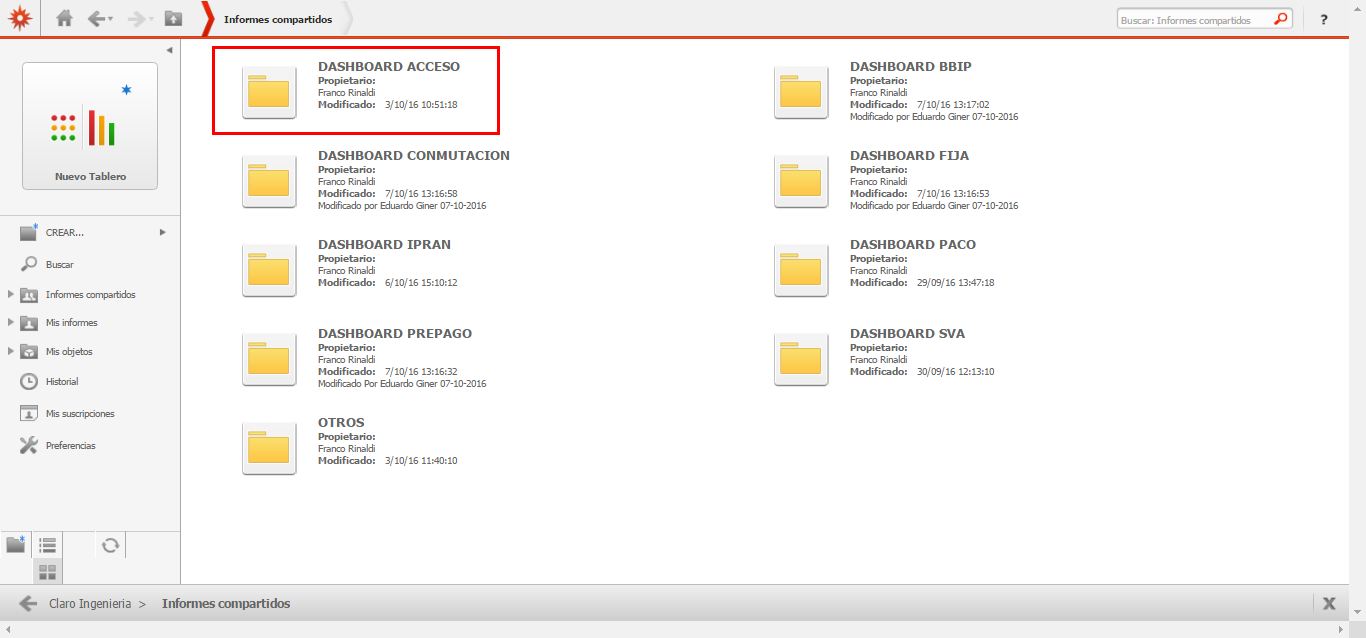 Informes compartidos
Buscar: Informes compartidos
?
Nuevo Tablero
CREAR...
Buscar
Informes compartidos
Mis informes
Mis objetos
Historial
Mis suscripciones
Preferencias
DASHBOARD ACCESO
Propietario:
Franco Rinaldi
Modificado: 3/10/16 10:51:18
DASHBOARD BBIP
Propietario:
Franco Rinaldi
Modificado: 7/10/16 13:17:02
Modificado por Eduardo Giner 07-10-2016
DASHBOARD CONMUTACION
Propietario:
Franco Rinaldi
Modificado: 7/10/16 13:16:58
Modificado por Eduardo Giner 07-10-2016
DASHBOARD FIJA
Propietario:
Franco Rinaldi
Modificado: 7/10/16 13:16:53
Modificado por Eduardo Giner 07-10-2016
DASHBOARD IPRAN
Propietario:
Franco Rinaldi
Modificado: 6/10/16 15:10:12
DASHBOARD PACO
Propietario:
Franco Rinaldi
Modificado: 29/09/16 13:47:18
DASHBOARD PREPAGO
Propietario:
Franco Rinaldi
Modificado: 7/10/16 13:16:32
Modificado Por Eduardo Giner 07-10-2016
DASHBOARD SVA
Propietario:
Franco Rinaldi
Modificado: 30/09/16 12:13:10
OTROS
Propietario:
Franco Rinaldi
Modificado: 3/10/16 11:40:10
Claro Ingenieria > Informes compartidos
X